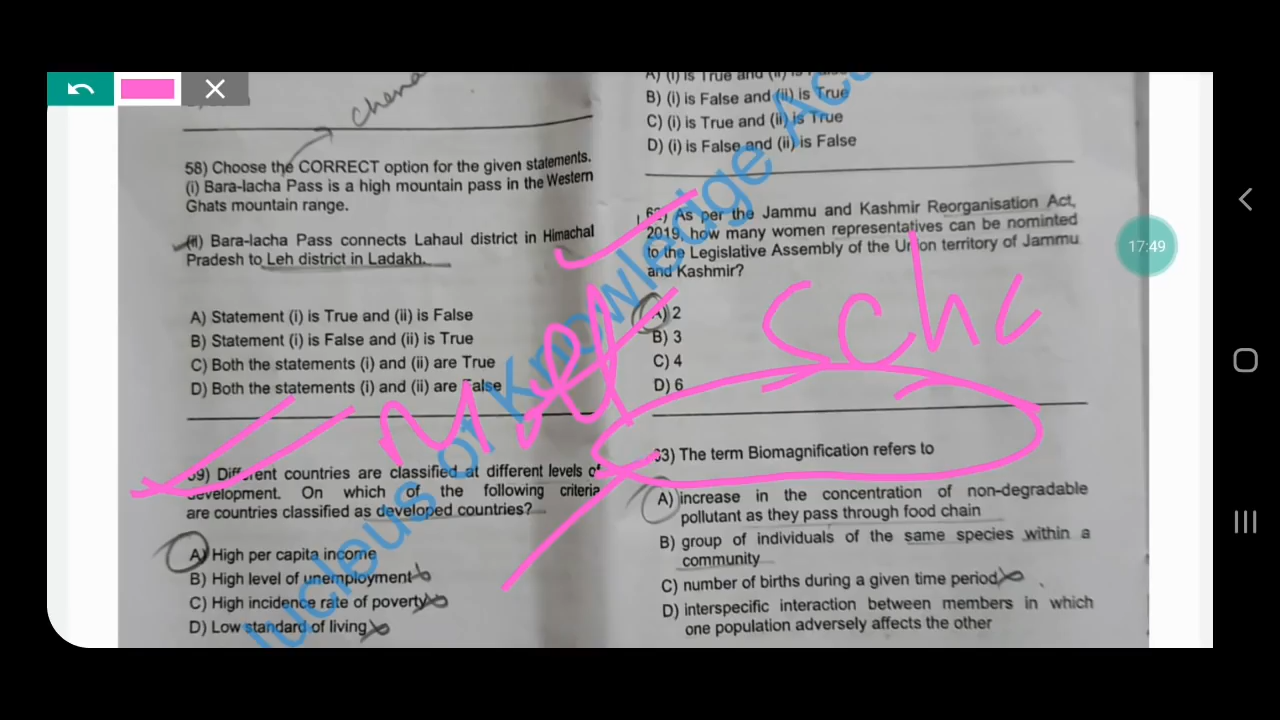 chena
58) Choose the CORRECT option for the given statements.
(i) Bara-lacha Pass is a high mountain pass in the Western
Ghats mountain range.
(ii) Bara-lacha Pass connects Lahaul district in Himachal
Pradesh to Leh district in Ladakh.
A) Statement (i) is True and (ii) is False
B) Statement (i) is False and (ii) is True
C) Both the statements (i) and (ii) are True
D) Both the statements (i) and (ii) are False
59) Different countries are classified at different levels of
development. On which of the following criteria
are countries classified as developed countries?
A) High per capita income
B) High level of unemployment
C) High incidence rate of poverty
D) Low standard of living
A) (i) is True and (ii) is False
B) (i) is False and (ii) is True
C) (i) is True and (ii) is True
D) (i) is False and (ii) is False
62) As per the Jammu and Kashmir Reorganisation Act,
2019, how many women representatives can be nominted
to the Legislative Assembly of the Union territory of Jammu
and Kashmir?
A) 2
B) 3
C) 4
D) 6
63) The term Biomagnification refers to
A) increase in the concentration of non-degradable
pollutant as they pass through food chain
B) group of individuals of the same species within a
community
C) number of births during a given time period
D) interspecific interaction between members in which
one population adversely affects the other
ucleus of Knowledge Aca
17:49